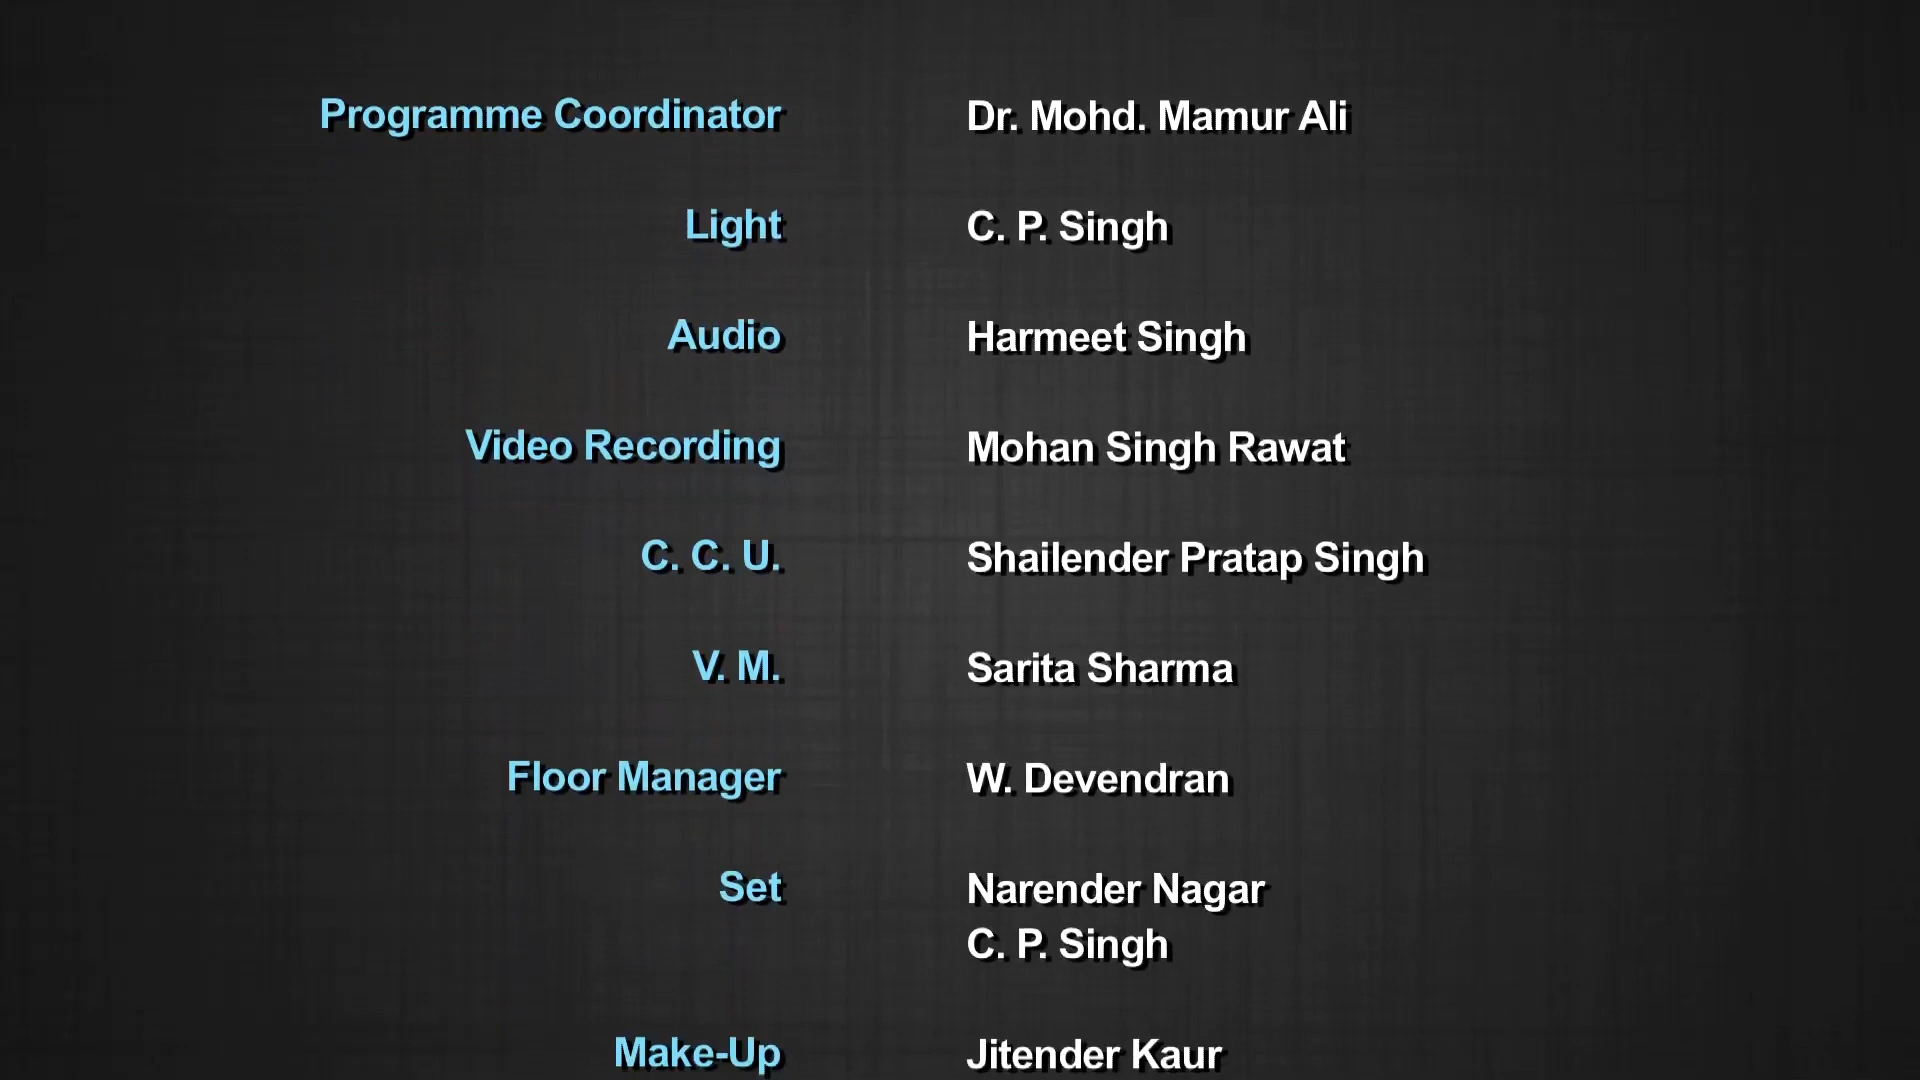 Programme Coordinator Dr. Mohd. Mamur Ali
Light C. P. Singh
Audio Harmeet Singh
Video Recording Mohan Singh Rawat
C. C. U. Shailender Pratap Singh
V. M. Sarita Sharma
Floor Manager W. Devendran
Set Narender Nagar
C. P. Singh
Make-Up Jitender Kaur